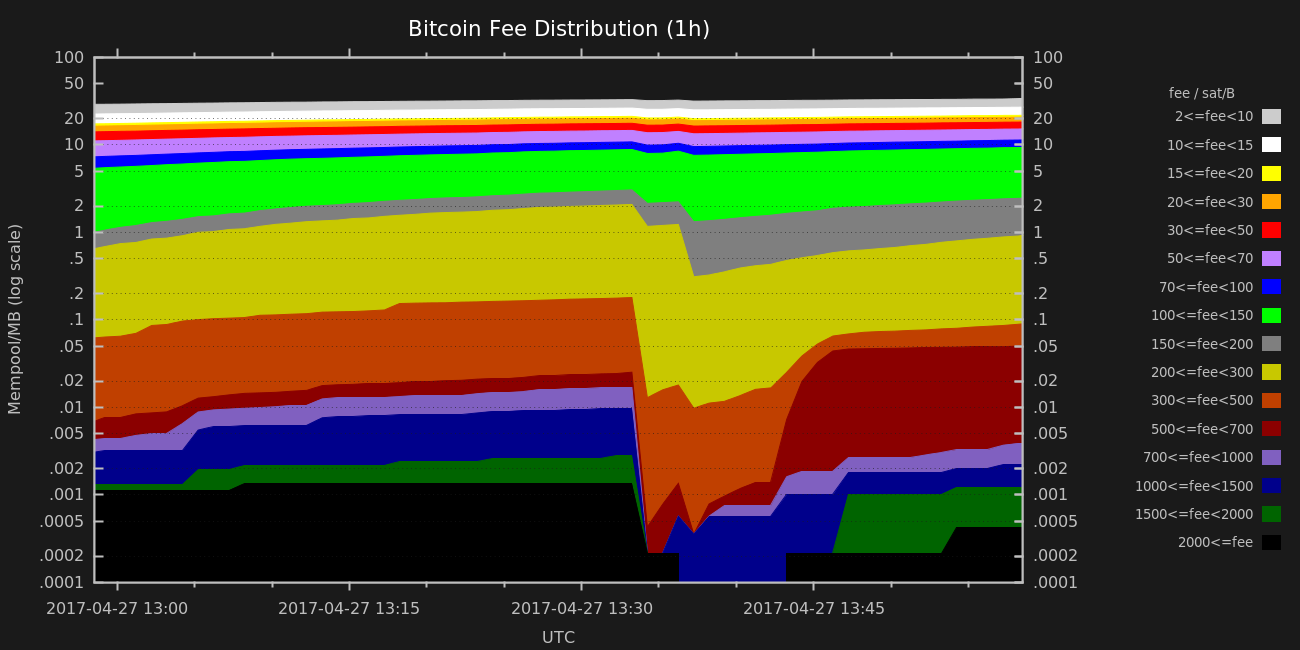 Bitcoin Fee Distribution (1h)
100
50
20
10
5
2
1
.5
.2
.1
.05
.02
.01
.005
.002
.001
.0005
.0002
.0001
Mempool/MB (log scale)
100
50
20
10
5
2
1
.5
.2
.1
.05
.02
.01
.005
.002
.001
.0005
.0002
.0001
2017-04-27 13:00
2017-04-27 13:15
2017-04-27 13:30
2017-04-27 13:45
UTC
fee / sat/B
2<=fee<10
10<=fee<15
15<=fee<20
20<=fee<30
30<=fee<50
50<=fee<70
70<=fee<100
100<=fee<150
150<=fee<200
200<=fee<300
300<=fee<500
500<=fee<700
700<=fee<1000
1000<=fee<1500
1500<=fee<2000
2000<=fee